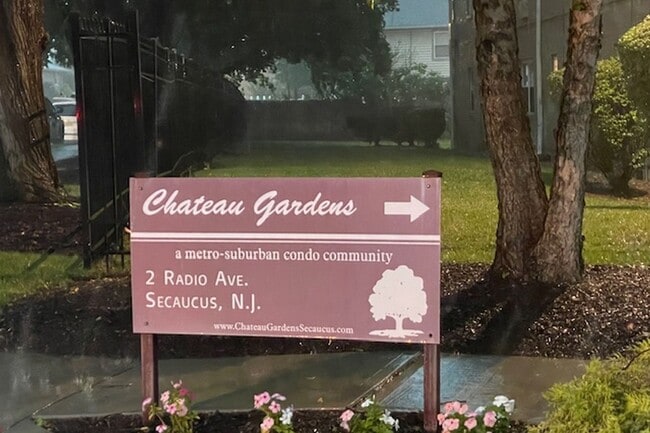 Chateau Gardens
a metro-suburban condo community
2 Radio Ave.
Secaucus, N.J.
www.ChateauGardensSecaucus.com